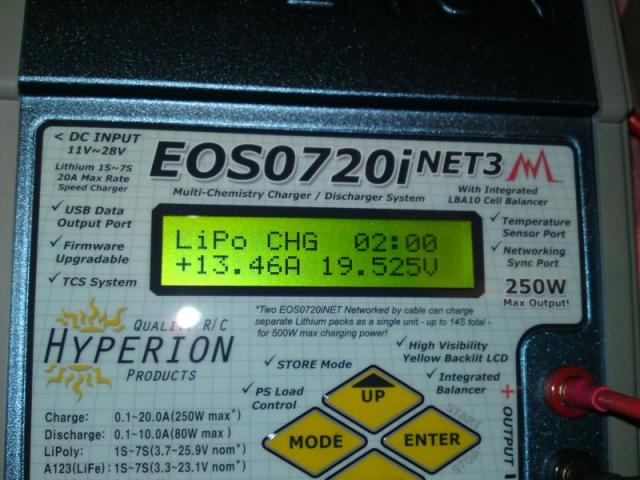 < DC INPUT
11V~28V
Lithium 1S~7S
20A Max Rate
Speed Charger
✓ USB Data
Output Port
✓ Firmware
Upgradable
✓ TCS System
EOS0720i NET3
Multi-Chemistry Charger / Discharger System
With Integrated
LBA10 Cell Balancer
✓ Temperature
Sensor Port
✓ Networking
Sync Port
250W
Max Output!
LiPo CHG 02:00
+13.46A 19.525V
*Two EOS0720iNET Networked by cable can charge
separate Lithium packs as a single unit - up to 14S total -
for 500W max charging power!
QUALITY R/C
HYPERION
PRODUCTS
✓ STORE Mode
✓ PS Load
Control
✓ High Visibility
Yellow Backlit LCD
✓ Integrated
Balancer
UP
MODE
ENTER
START
STOP
+ OUTPUT
Charge: 0.1~20.0A(250W max*)
Discharge: 0.1~10.0A(80W max)
LiPoly: 1S~7S(3.7~25.9V nom*)
A123(LiFe): 1S~7S(3.3~23.1V nom*)